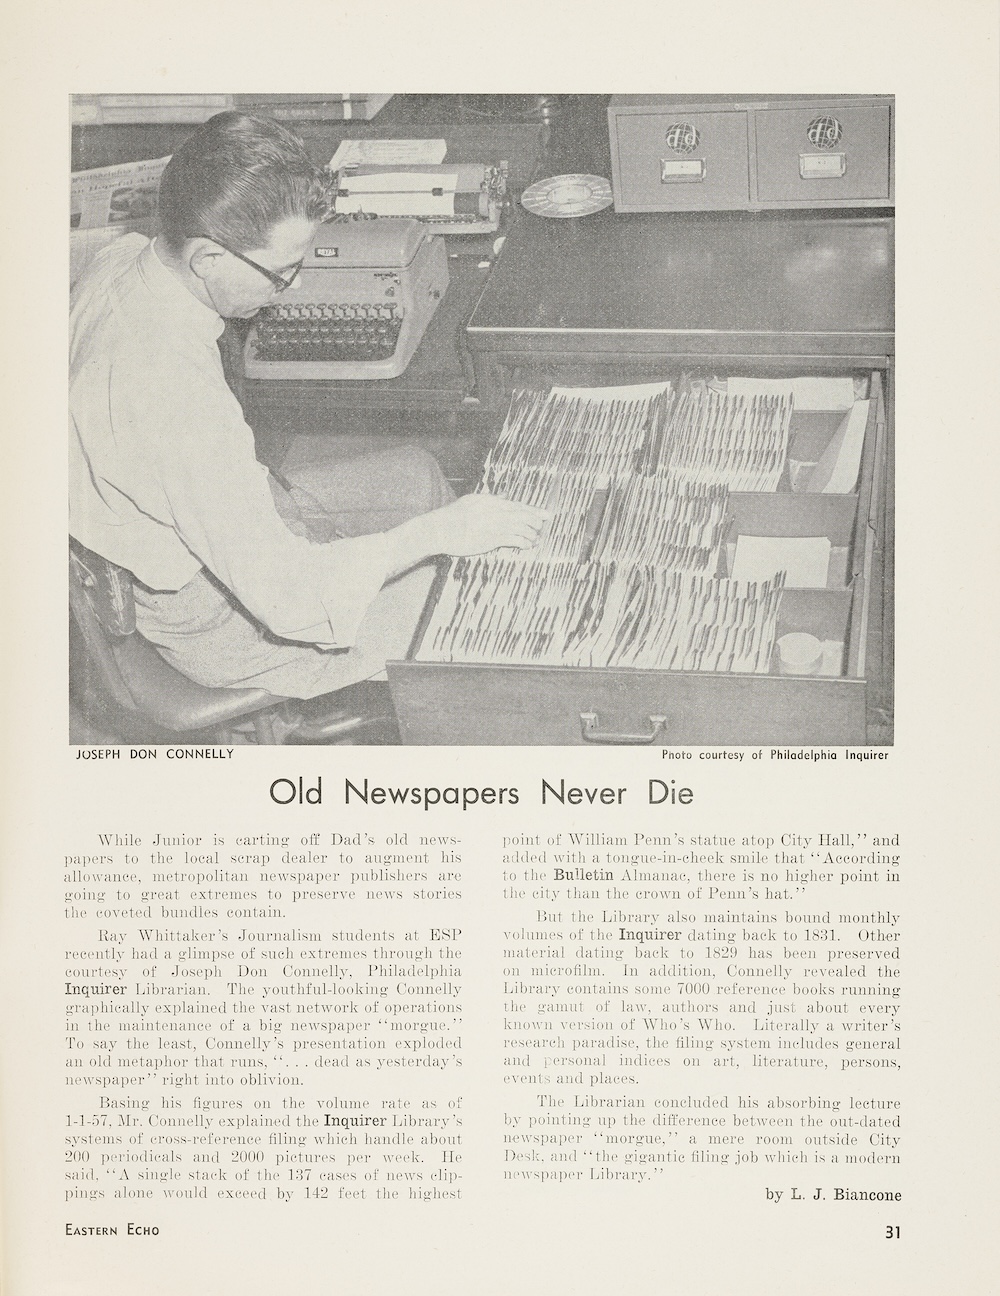 ROYAL
JOSEPH DON CONNELLY
Photo courtesy of Philadelphia Inquirer
Old Newspapers Never Die
While Junior is carting off Dad's old news-
papers to the local scrap dealer to augment his
allowance, metropolitan newspaper publishers are
going to great extremes to preserve news stories
the coveted bundles contain.
Ray Whittaker's Journalism students at ESP
recently had a glimpse of such extremes through the
courtesy of Joseph Don Connelly, Philadelphia
Inquirer Librarian. The youthful-looking Connelly
graphically explained the vast network of operations
in the maintenance of a big newspaper "morgue."
To say the least, Connelly's presentation exploded
an old metaphor that runs, ". . . dead as yesterday's
newspaper" right into oblivion.
Basing his figures on the volume rate as of
1-1-57, Mr. Connelly explained the Inquirer Library's
systems of cross-reference filing which handle about
200 periodicals and 2000 pictures per week. He
said, "A single stack of the 137 cases of news clip-
pings alone would exceed by 142 feet the highest
point of William Penn's statue atop City Hall," and
added with a tongue-in-cheek smile that "According
to the Bulletin Almanac, there is no higher point in
the city than the crown of Penn's hat."
But the Library also maintains bound monthly
volumes of the Inquirer dating back to 1831. Other
material dating back to 1829 has been preserved
on microfilm. In addition, Connelly revealed the
Library contains some 7000 reference books running
the gamut of law, authors and just about every
known version of Who's Who. Literally a writer's
research paradise, the filing system includes general
and personal indices on art, literature, persons,
events and places.
The Librarian concluded his absorbing lecture
by pointing up the difference between the out-dated
newspaper "morgue," a mere room outside City
Desk, and "the gigantic filing job which is a modern
newspaper Library."
by L. J. Biancone
EASTERN ECHO
31